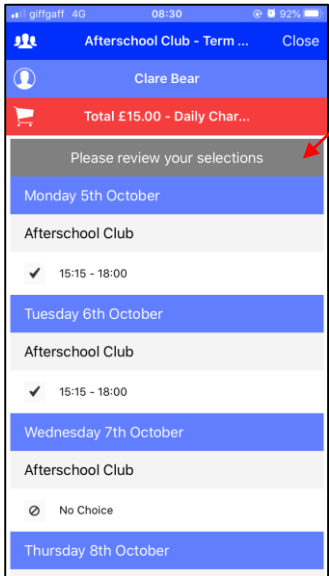 giffgaff 4G 08:30 92%
Afterschool Club - Term ... Close
Clare Bear
Total £15.00 - Daily Char...
Please review your selections
Monday 5th October
Afterschool Club
15:15 - 18:00
Tuesday 6th October
Afterschool Club
15:15 - 18:00
Wednesday 7th October
Afterschool Club
No Choice
Thursday 8th October